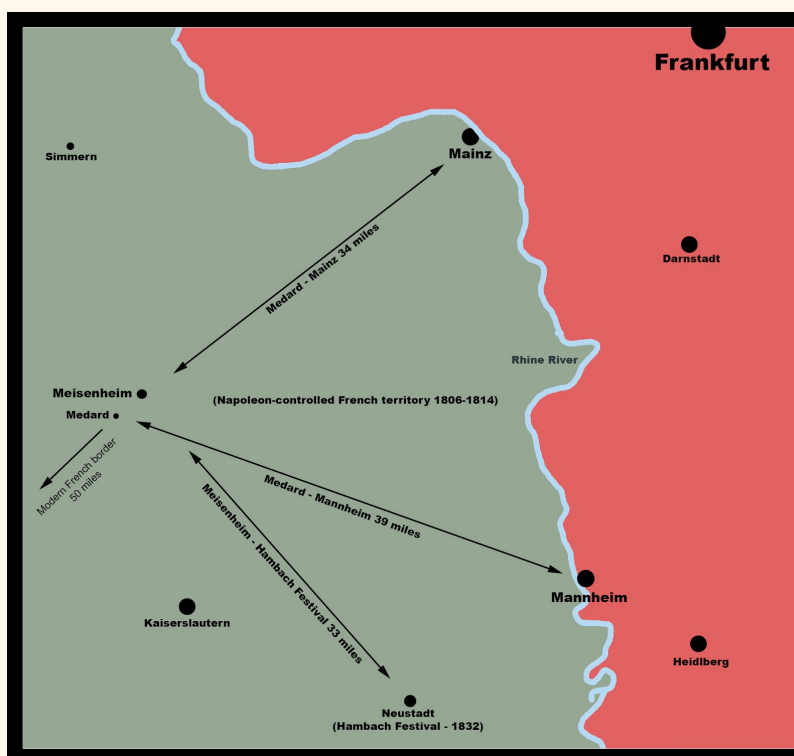 Frankfurt
Simmern
Mainz
Medard - Mainz 34 miles
Darnstadt
Rhine River
Meisenheim
(Napoleon-controlled French territory 1806-1814)
Medard
Modern French border
50 miles
Medard - Mannheim 39 miles
Meisenheim - Hambach Festival 33 miles
Mannheim
Kaiserslautern
Heidlberg
Neustadt
(Hambach Festival - 1832)